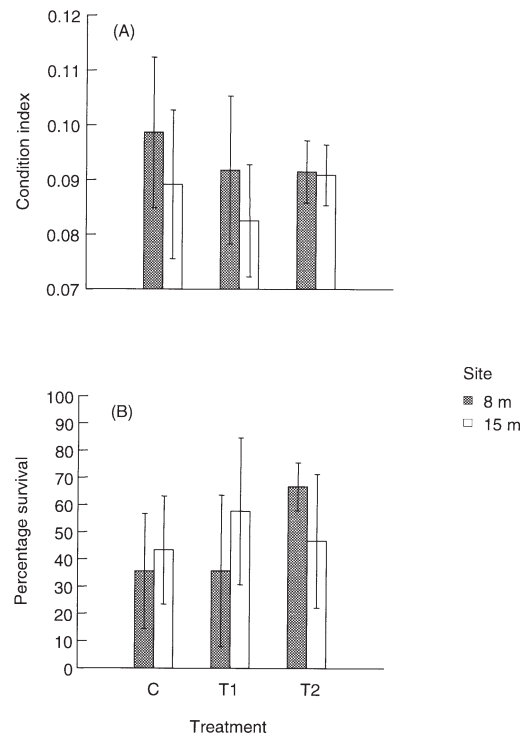 (A)
Condition index
0.12
0.11
0.10
0.09
0.08
0.07
Site
8 m
15 m
(B)
Percentage survival
100
90
80
70
60
50
40
30
20
10
0
C T1 T2
Treatment